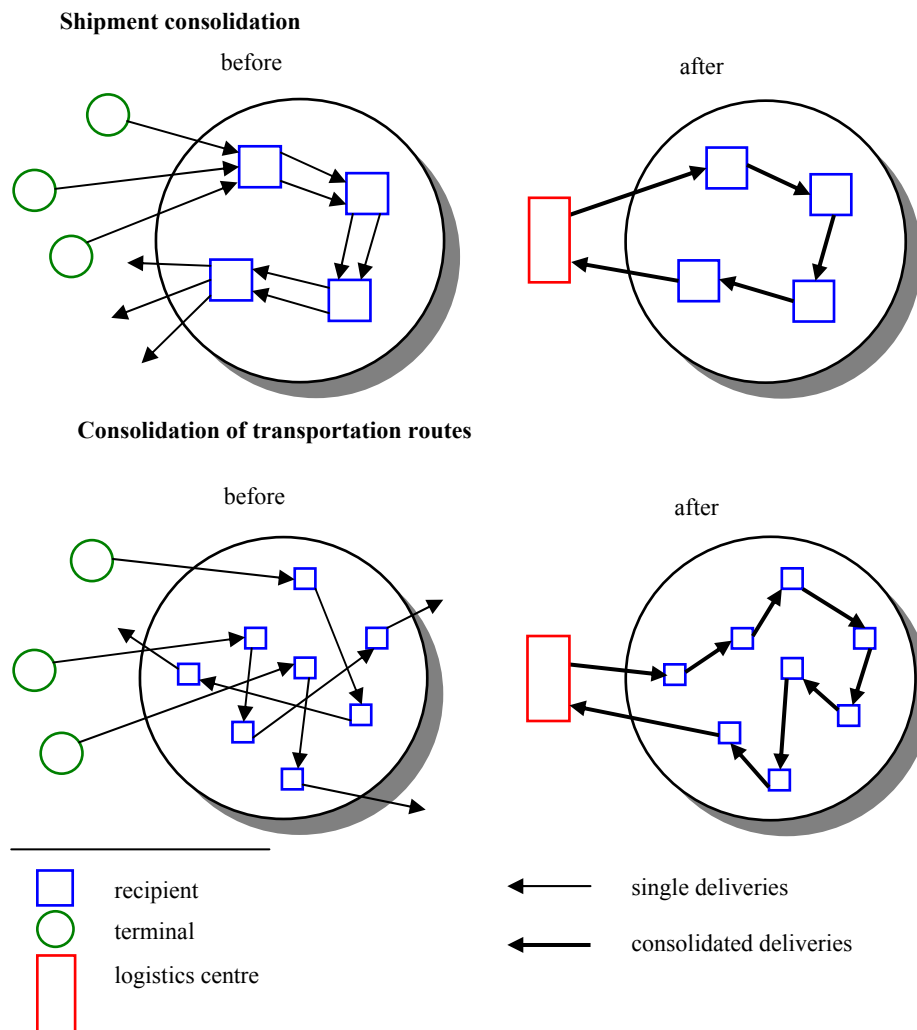 Shipment consolidation
before
after
Consolidation of transportation routes
before
after
recipient
single deliveries
terminal
consolidated deliveries
logistics centre